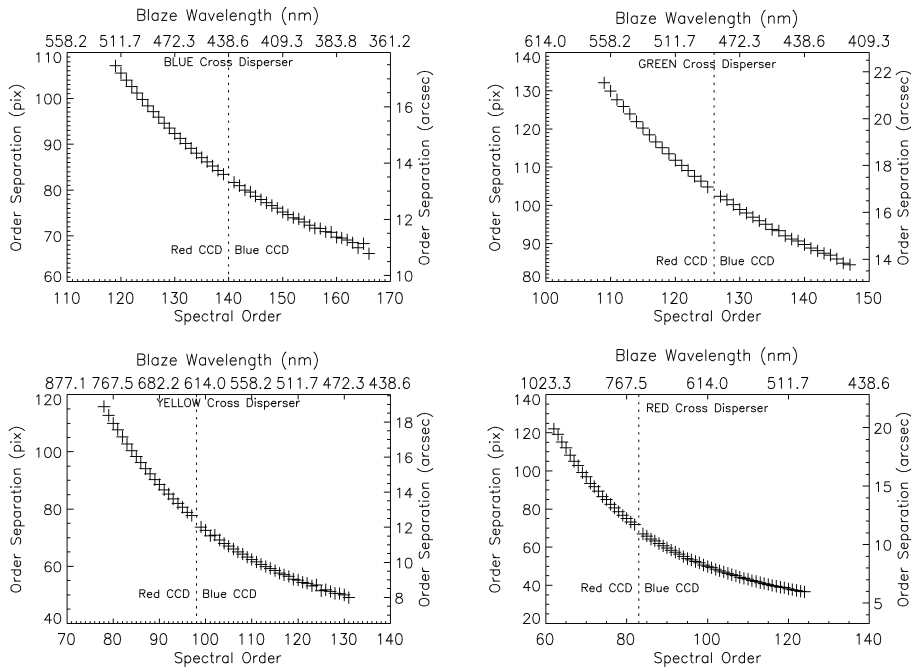 Blaze Wavelength (nm)
558.2 511.7 472.3 438.6 409.3 383.8 361.2
BLUE Cross Disperser
110
100
90
80
70
60
Order Separation (pix)
16
14
12
10
Order Separation (arcsec)
Red CCD Blue CCD
110 120 130 140 150 160 170
Spectral Order
Blaze Wavelength (nm)
614.0 558.2 511.7 472.3 438.6 409.3
GREEN Cross Disperser
140
130
120
110
100
90
80
Order Separation (pix)
22
20
18
16
14
Order Separation (arcsec)
Red CCD Blue CCD
100 110 120 130 140 150
Spectral Order
Blaze Wavelength (nm)
877.1 767.5 682.2 614.0 558.2 511.7 472.3 438.6
YELLOW Cross Disperser
120
100
80
60
40
Order Separation (pix)
18
16
14
12
10
8
Order Separation (arcsec)
Red CCD Blue CCD
70 80 90 100 110 120 130 140
Spectral Order
Blaze Wavelength (nm)
1023.3 767.5 614.0 511.7 438.6
RED Cross Disperser
140
120
100
80
60
40
20
Order Separation (pix)
20
15
10
5
Order Separation (arcsec)
Red CCD Blue CCD
60 80 100 120 140
Spectral Order